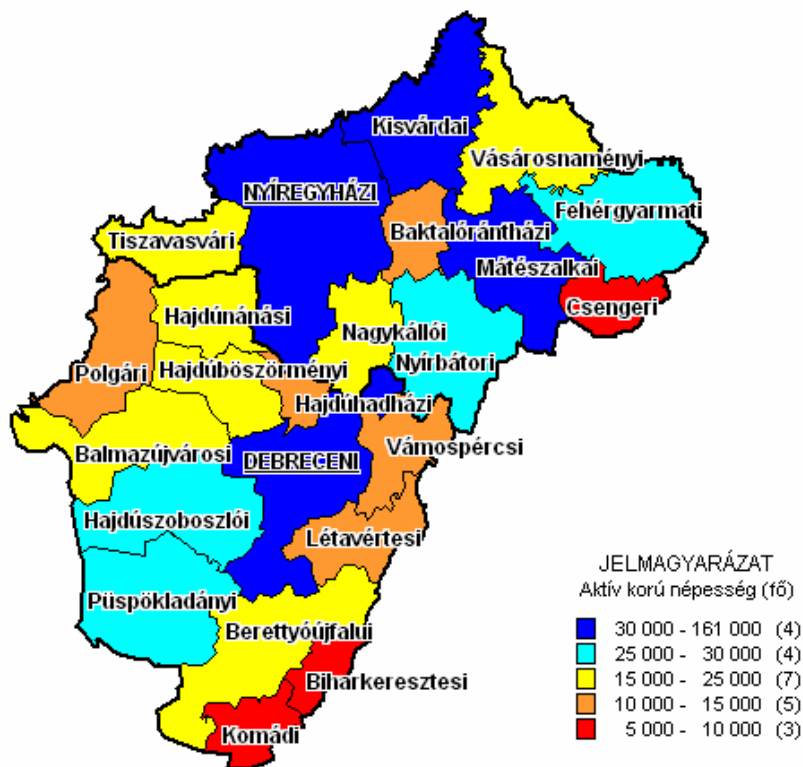 Kisvárdai
Vásárosnaményi
NYÍREGYHÁZI
Fehérgyarmati
Baktalórántházi
Tiszavasvári
Mátészalkai
Csengeri
Hajdúnánási
Nagykállói
Polgári
Hajdúböszörményi
Nyírbátori
Hajdúhadházi
Vámospércsi
Balmazújvárosi
DEBRECENI
Hajdúszoboszlói
Létavértesi
Püspökladányi
Berettyóújfalui
Biharkeresztesi
Komádi
JELMAGYARÁZAT
Aktív korú népesség (fő)
30 000 - 161 000 (4)
25 000 - 30 000 (4)
15 000 - 25 000 (7)
10 000 - 15 000 (5)
5 000 - 10 000 (3)